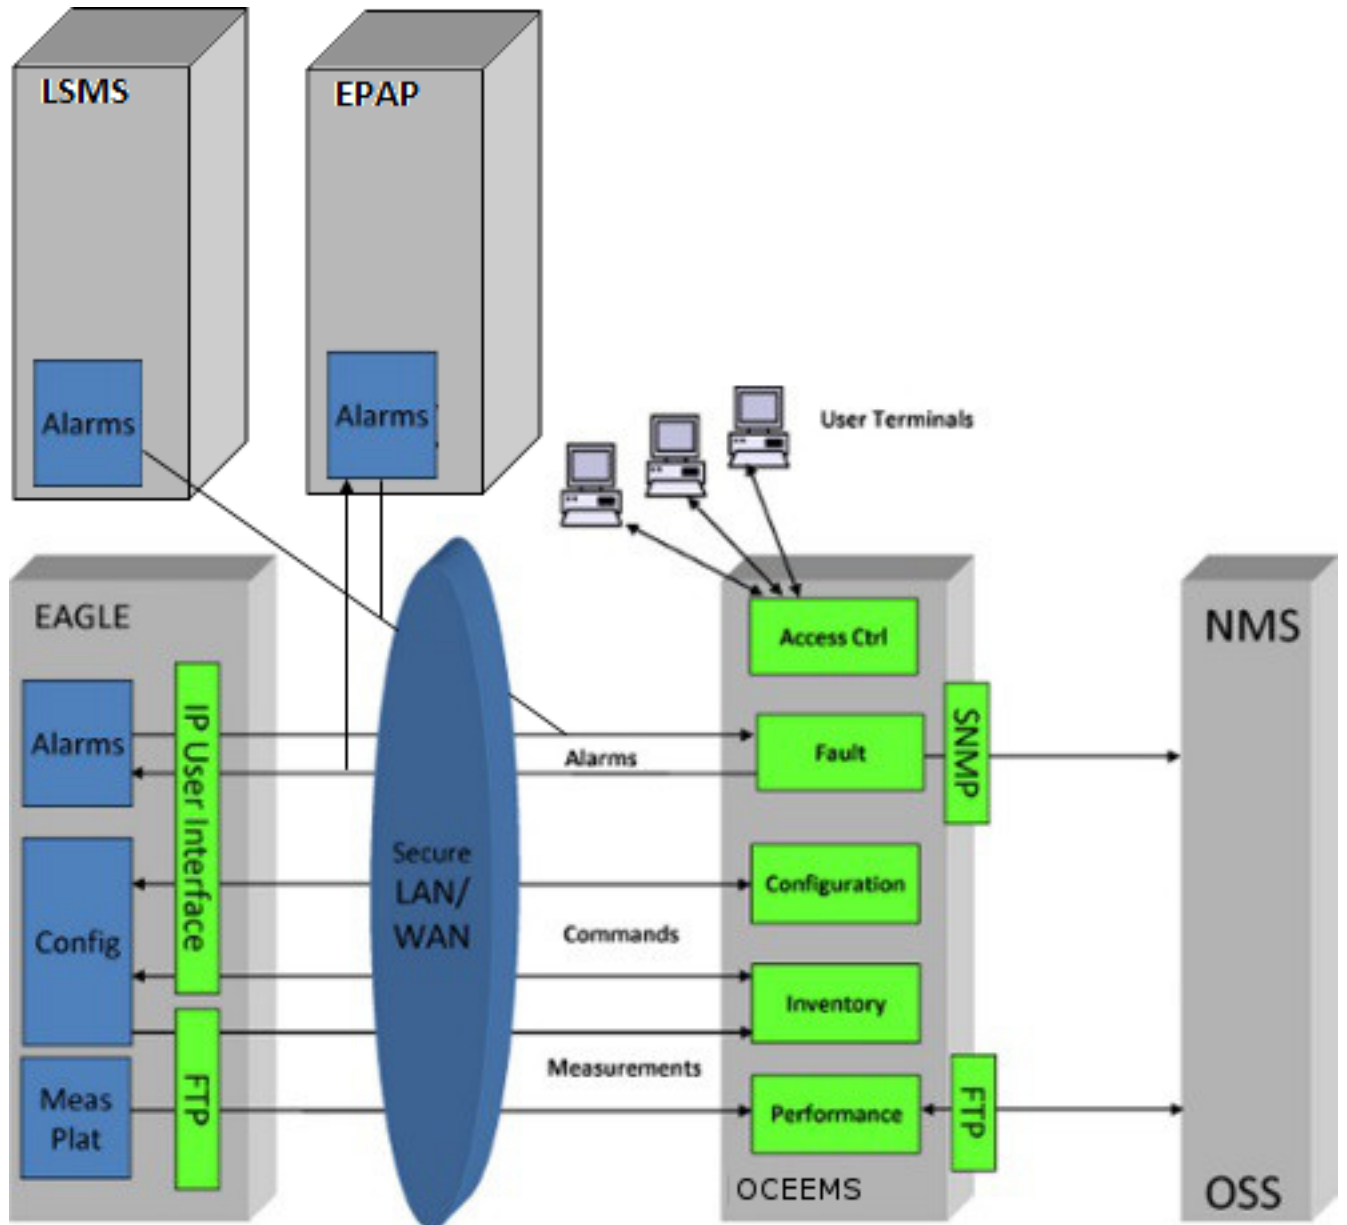 LSMS
EPAP
Alarms
Alarms
User Terminals
EAGLE
Access Ctrl
NMS
IP User Interface
Alarms
Alarms
Fault
SNMP
Secure
LAN/
WAN
Configuration
Config
Commands
Inventory
FTP
Measurements
Meas
Plat
Performance
FTP
OCEEMS
OSS